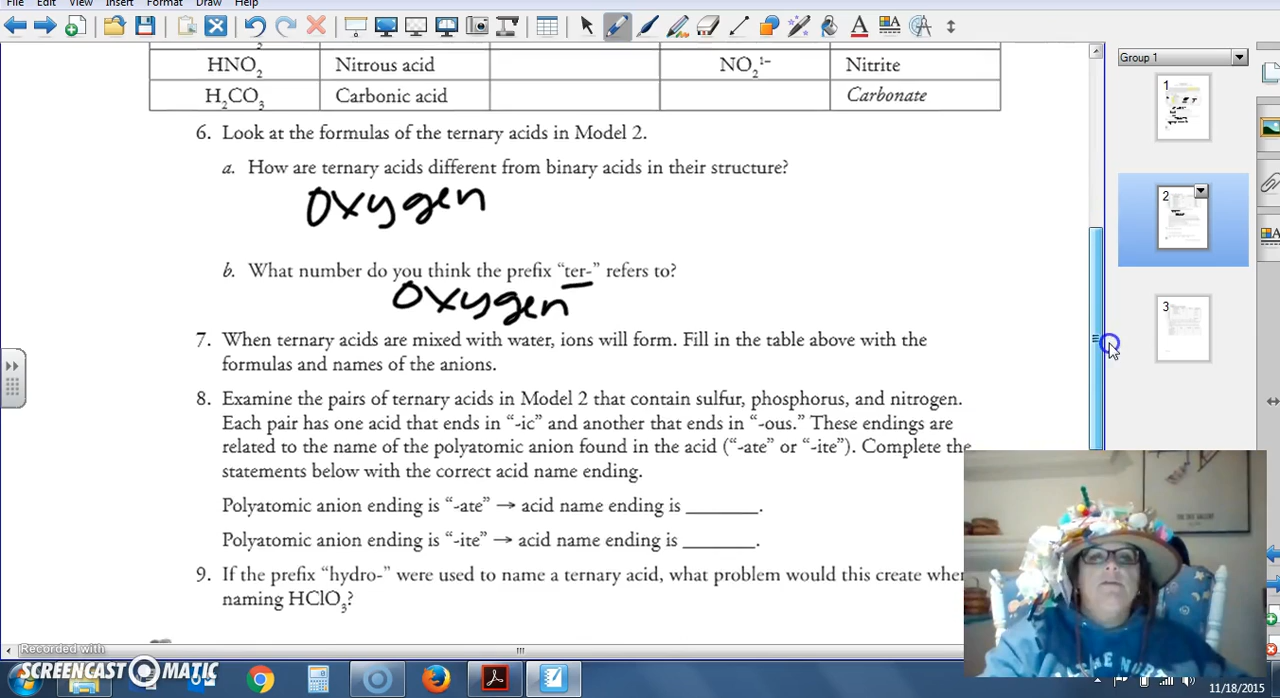 File Edit View Insert Format Draw Help
HNO₂ Nitrous acid NO₂¹⁻ Nitrite
H₂CO₃ Carbonic acid Carbonate
6. Look at the formulas of the ternary acids in Model 2.
a. How are ternary acids different from binary acids in their structure?
Oxygen
b. What number do you think the prefix “ter-” refers to?
Oxygen
7. When ternary acids are mixed with water, ions will form. Fill in the table above with the
formulas and names of the anions.
8. Examine the pairs of ternary acids in Model 2 that contain sulfur, phosphorus, and nitrogen.
Each pair has one acid that ends in “-ic” and another that ends in “-ous.” These endings are
related to the name of the polyatomic anion found in the acid (“-ate” or “-ite”). Complete the
statements below with the correct acid name ending.
Polyatomic anion ending is “-ate” → acid name ending is ________.
Polyatomic anion ending is “-ite” → acid name ending is ________.
9. If the prefix “hydro-” were used to name a ternary acid, what problem would this create when
naming HClO₃?
Group 1
1
2
3
Recorded with
SCREENCAST-O-MATIC
11/18/2015